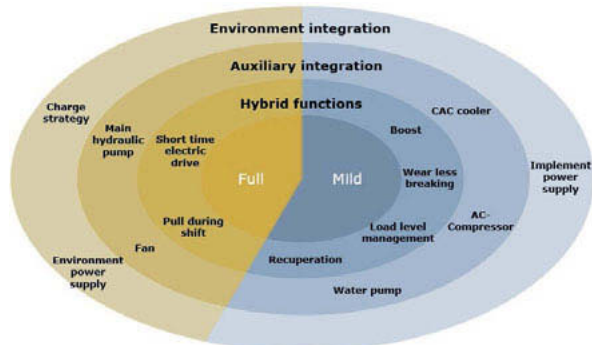 Environment integration
Auxiliary integration
Hybrid functions
Charge
strategy
Main
hydraulic
pump
Short time
electric
drive
Full
Pull during
shift
Fan
Environment
power
supply
CAC cooler
Boost
Mild
Wear less
breaking
Implement
power
supply
AC-
Compressor
Load level
management
Recuperation
Water pump